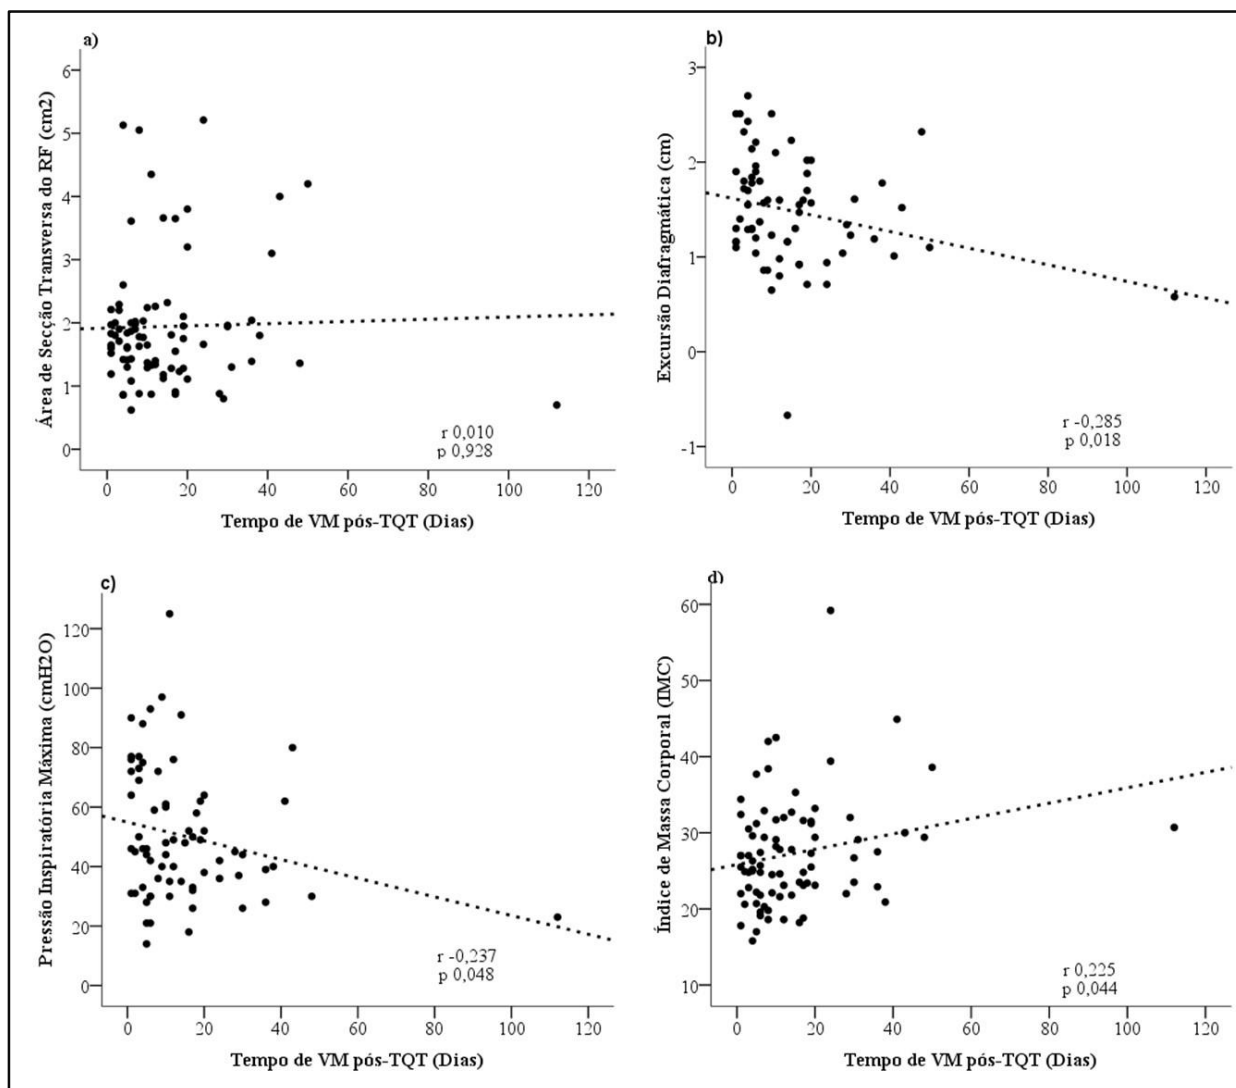 a)
Área de Secção Transversa do RF (cm2)
6
5
4
3
2
1
0
r 0,010
p 0,928
0 20 40 60 80 100 120
Tempo de VM pós-TQT (Dias)
b)
Excursão Diafragmática (cm)
3
2
1
0
-1
r -0,285
p 0,018
0 20 40 60 80 100 120
Tempo de VM pós-TQT (Dias)
c)
Pressão Inspiratória Máxima (cmH2O)
120
100
80
60
40
20
0
r -0,237
p 0,048
0 20 40 60 80 100 120
Tempo de VM pós-TQT (Dias)
d)
Índice de Massa Corporal (IMC)
60
50
40
30
20
10
r 0,225
p 0,044
0 20 40 60 80 100 120
Tempo de VM pós-TQT (Dias)